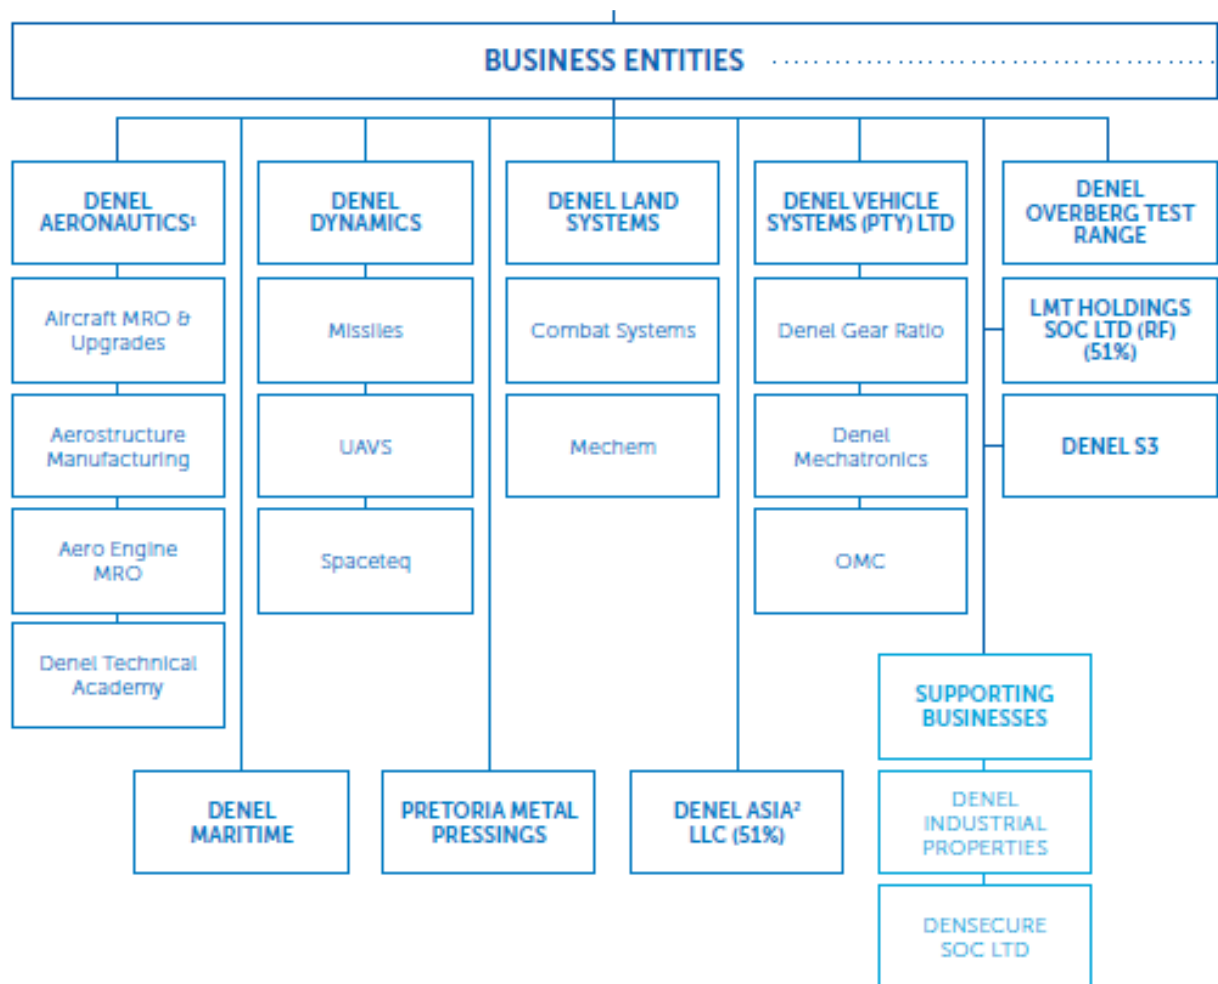 BUSINESS ENTITIES
DENEL
AERONAUTICS¹
DENEL
DYNAMICS
DENEL LAND
SYSTEMS
DENEL VEHICLE
SYSTEMS (PTY) LTD
DENEL
OVERBERG TEST
RANGE
Aircraft MRO &
Upgrades
Missiles
Combat Systems
Denel Gear Ratio
LMT HOLDINGS
SOC LTD (RF)
(51%)
Aerostructure
Manufacturing
UAVS
Mechem
Denel
Mechatronics
DENEL S3
Aero Engine
MRO
Spaceteq
OMC
Denel Technical
Academy
SUPPORTING
BUSINESSES
DENEL
MARITIME
PRETORIA METAL
PRESSINGS
DENEL ASIA²
LLC (51%)
DENEL
INDUSTRIAL
PROPERTIES
DENSECURE
SOC LTD